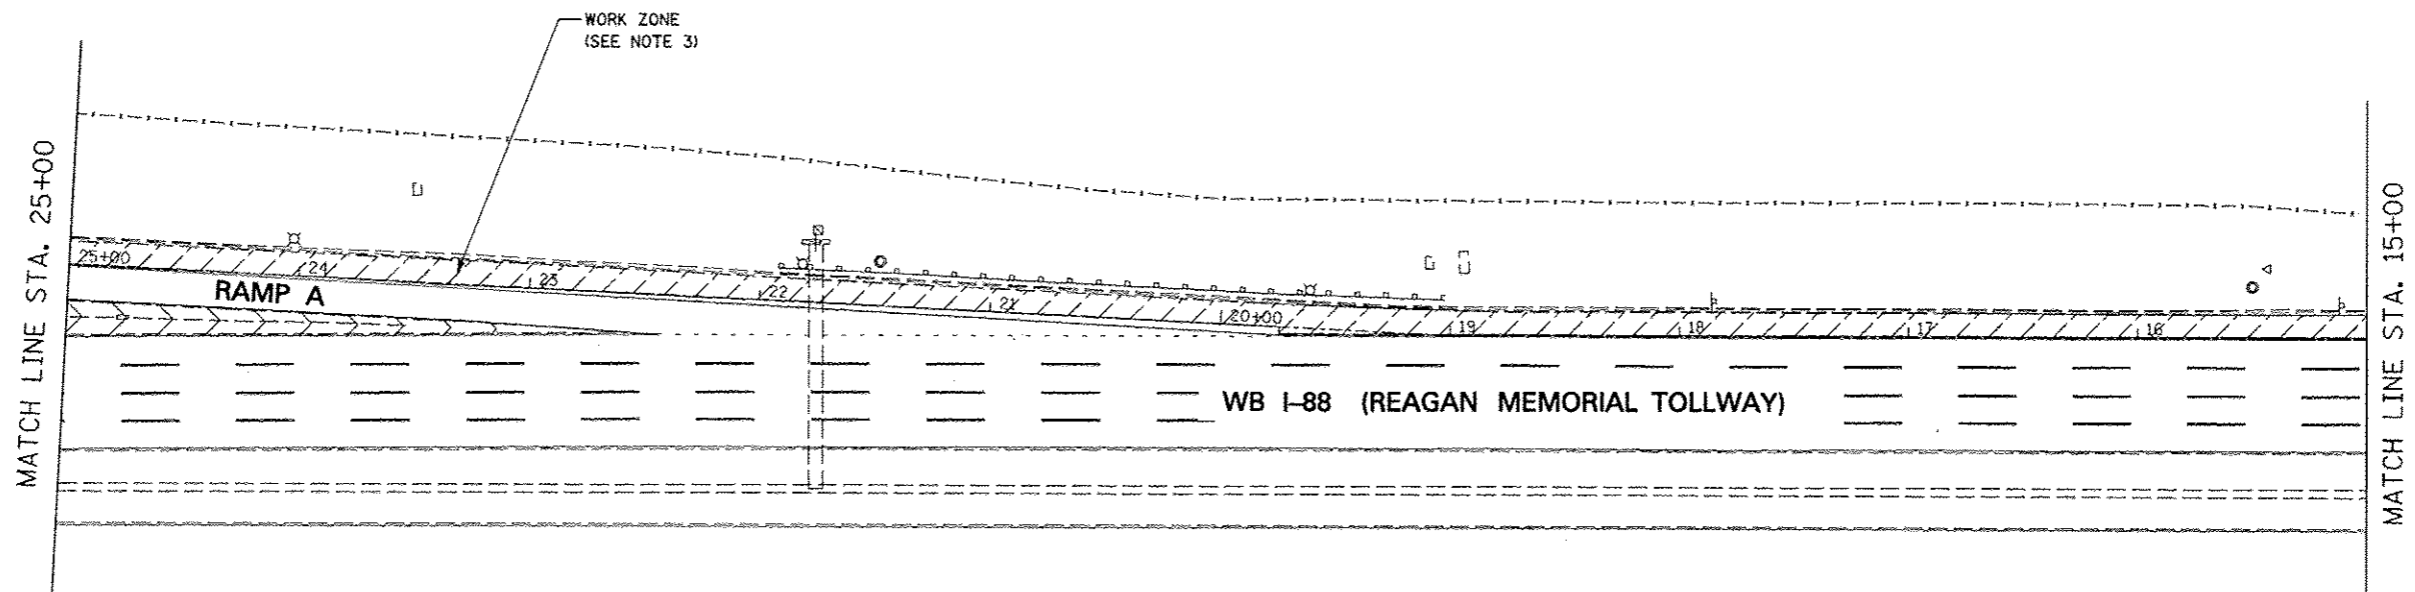 WORK ZONE
(SEE NOTE 3)
MATCH LINE STA. 25+00
MATCH LINE STA. 15+00
25+00
24
23
22
21
20+00
19
18
17
16
RAMP A
WB I-88 (REAGAN MEMORIAL TOLLWAY)